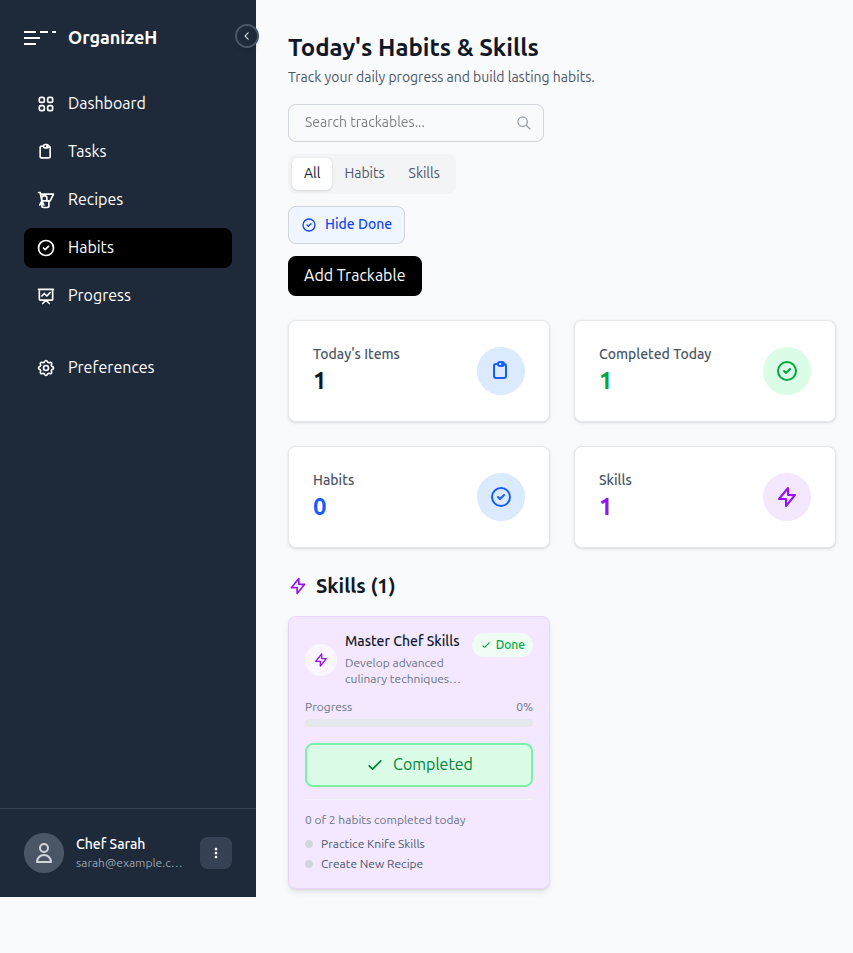 OrganizeH
Dashboard
Tasks
Recipes
Habits
Progress
Preferences
Chef Sarah
sarah@example.c...
Today's Habits & Skills
Track your daily progress and build lasting habits.
Search trackables...
All Habits Skills
Hide Done
Add Trackable
Today's Items
1
Completed Today
1
Habits
0
Skills
1
Skills (1)
Master Chef Skills
Done
Develop advanced
culinary techniques...
Progress 0%
Completed
0 of 2 habits completed today
Practice Knife Skills
Create New Recipe